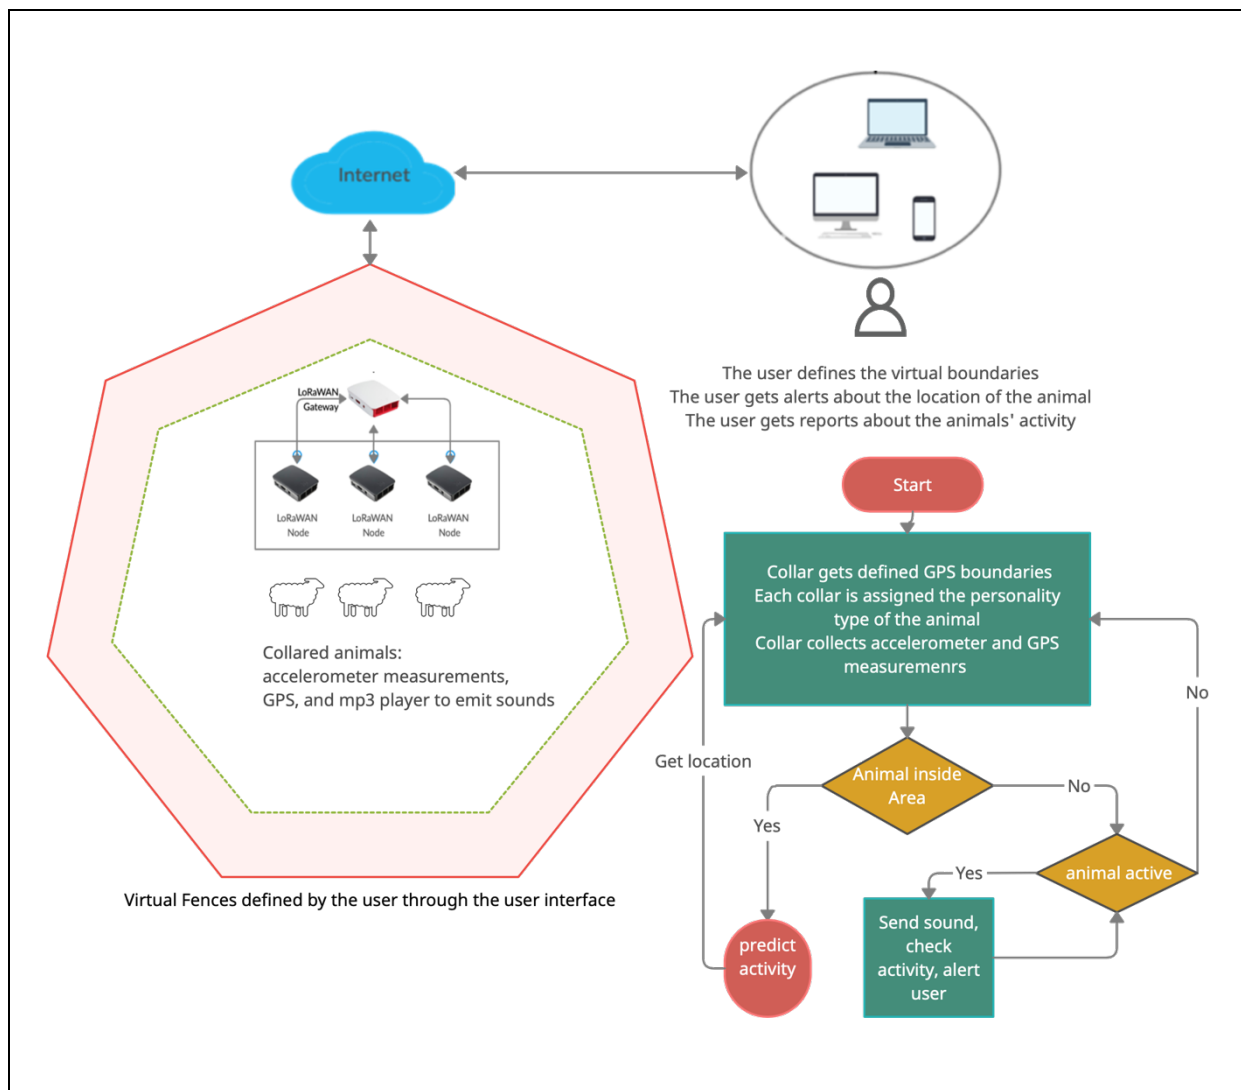 Internet
LoRaWAN
Gateway
LoRaWAN
Node
LoRaWAN
Node
LoRaWAN
Node
Collared animals:
accelerometer measurements,
GPS, and mp3 player to emit sounds
Virtual Fences defined by the user through the user interface
The user defines the virtual boundaries
The user gets alerts about the location of the animal
The user gets reports about the animals' activity
Start
Collar gets defined GPS boundaries
Each collar is assigned the personality
type of the animal
Collar collects accelerometer and GPS
measuremenrs
No
Get location
Animal inside
Area
No
Yes
animal active
Yes
Send sound,
check
activity, alert
user
predict
activity